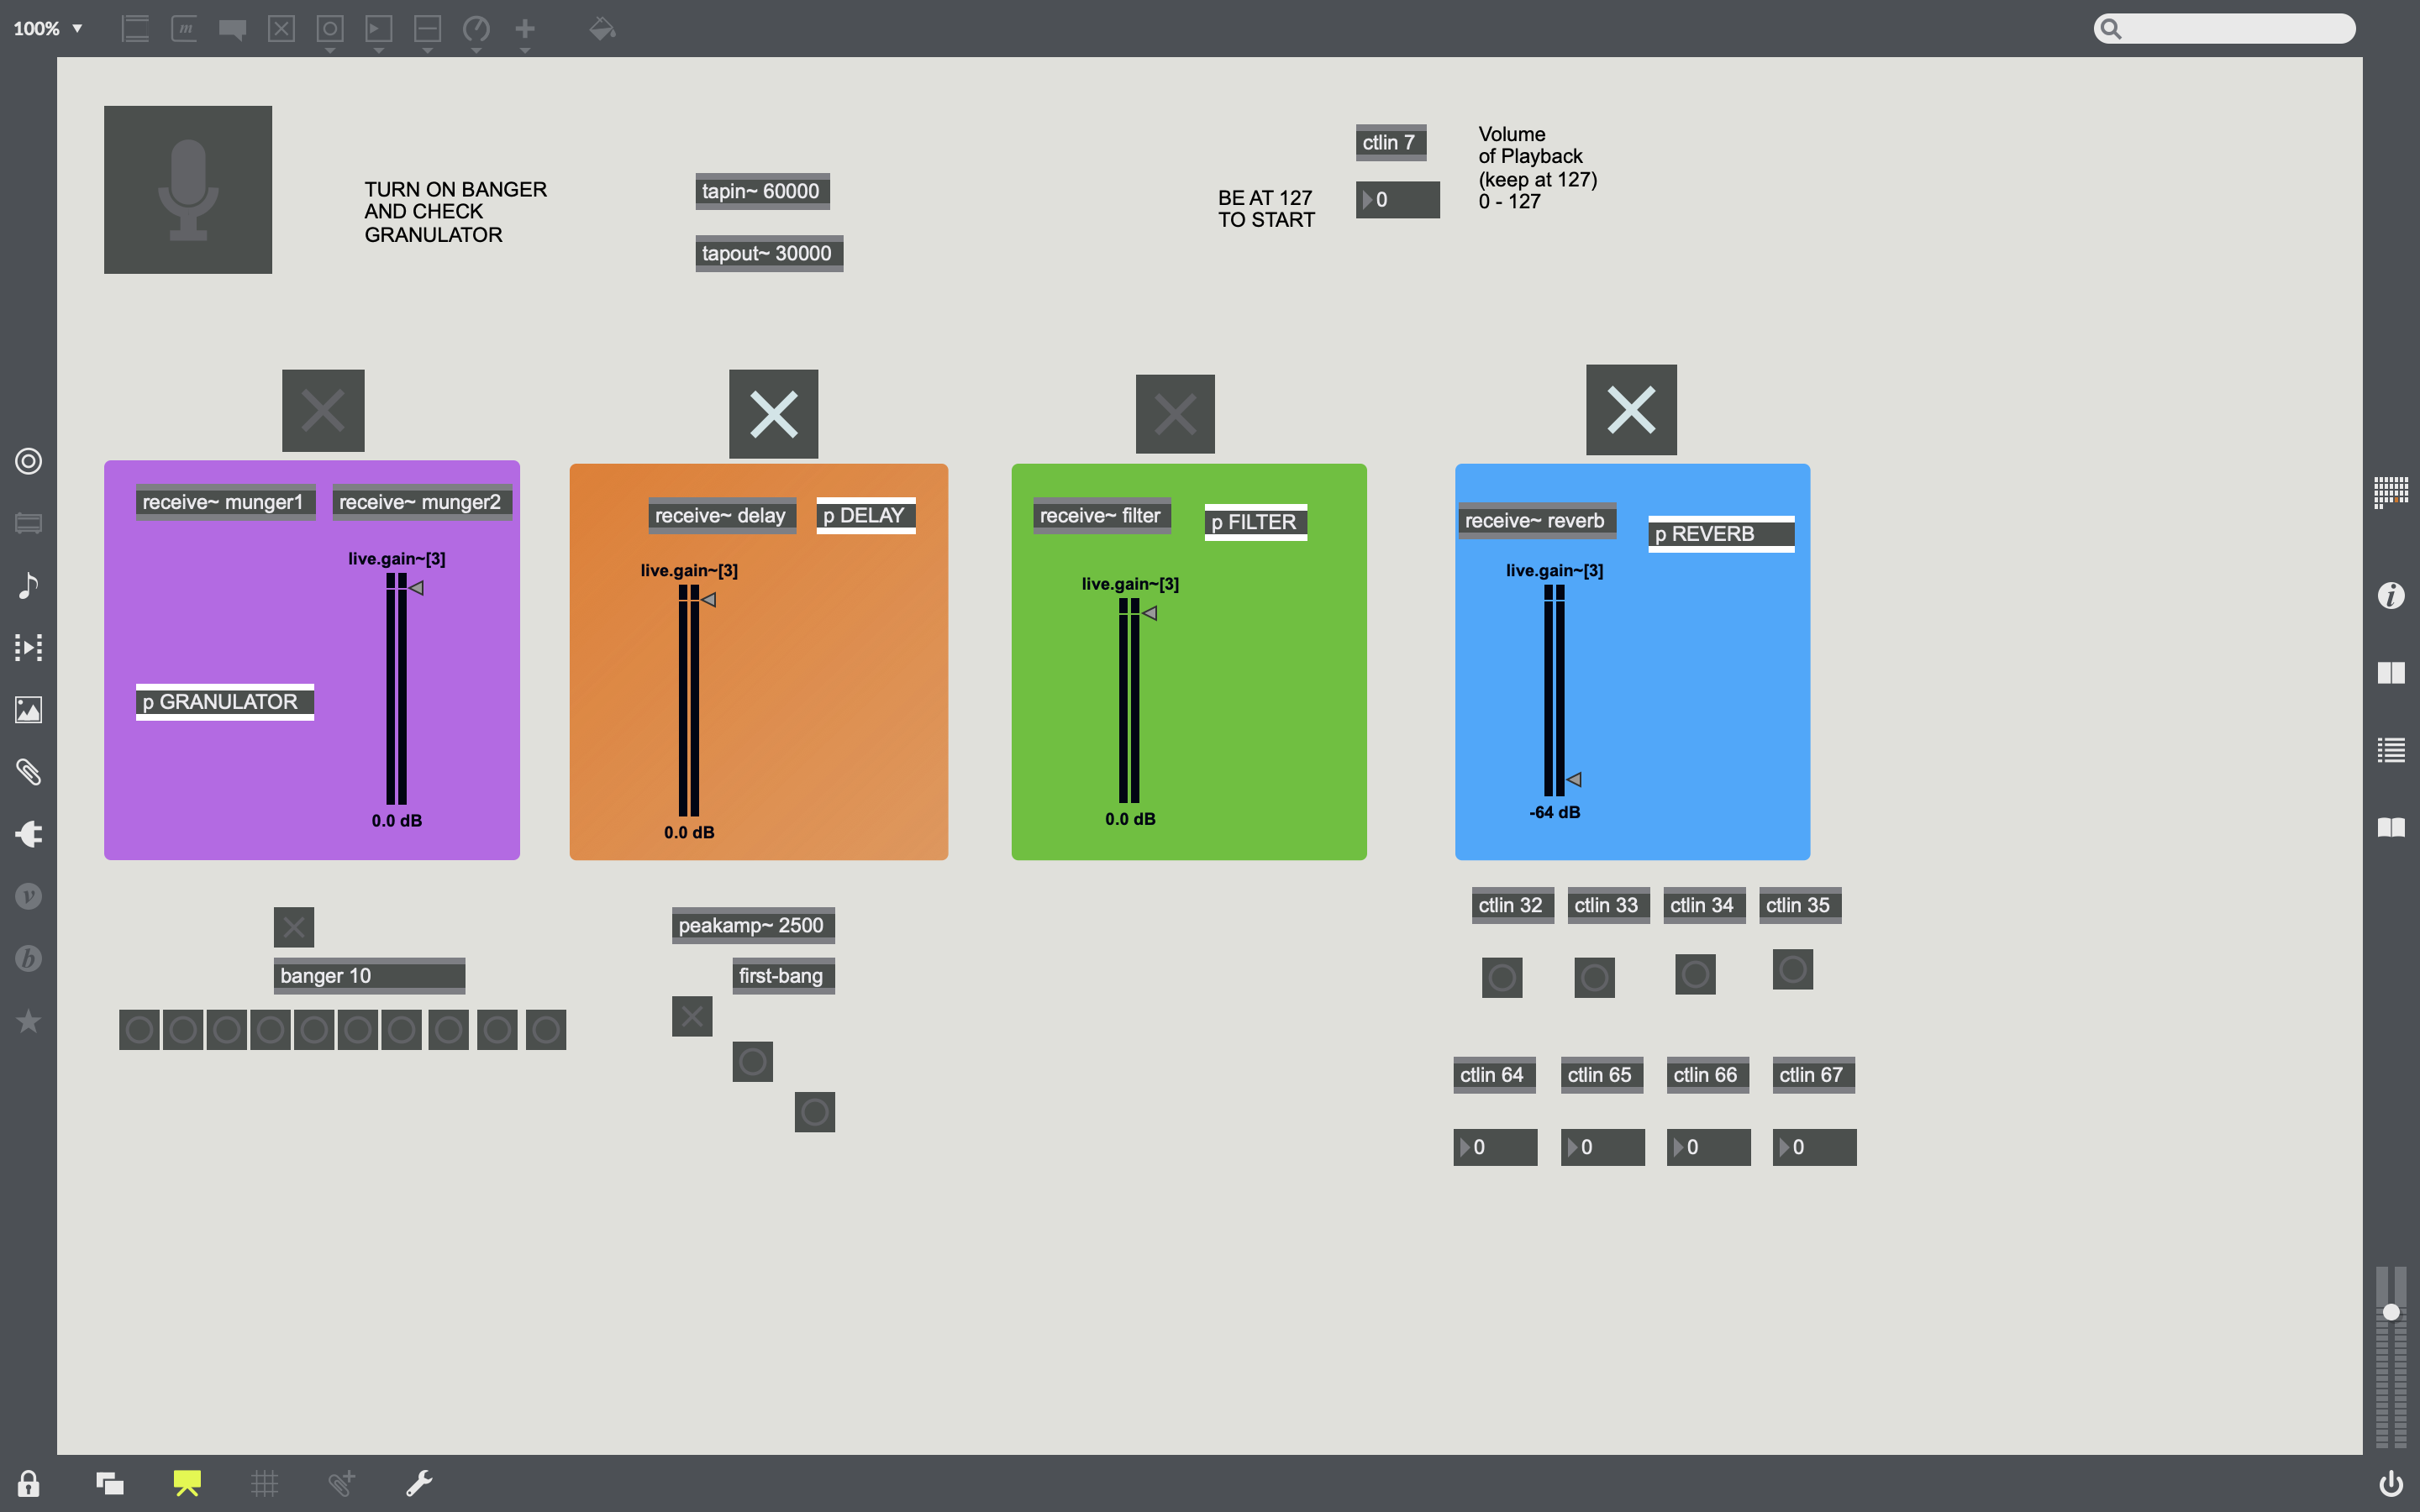 100%
TURN ON BANGER
AND CHECK
GRANULATOR
tapin~ 60000
tapout~ 30000
BE AT 127
TO START
ctlin 7
0
Volume
of Playback
(keep at 127)
0 - 127
receive~ munger1
receive~ munger2
live.gain~[3]
p GRANULATOR
0.0 dB
receive~ delay
p DELAY
live.gain~[3]
0.0 dB
receive~ filter
p FILTER
live.gain~[3]
0.0 dB
receive~ reverb
p REVERB
live.gain~[3]
-64 dB
banger 10
peakamp~ 2500
first-bang
ctlin 32
ctlin 33
ctlin 34
ctlin 35
ctlin 64
ctlin 65
ctlin 66
ctlin 67
0
0
0
0